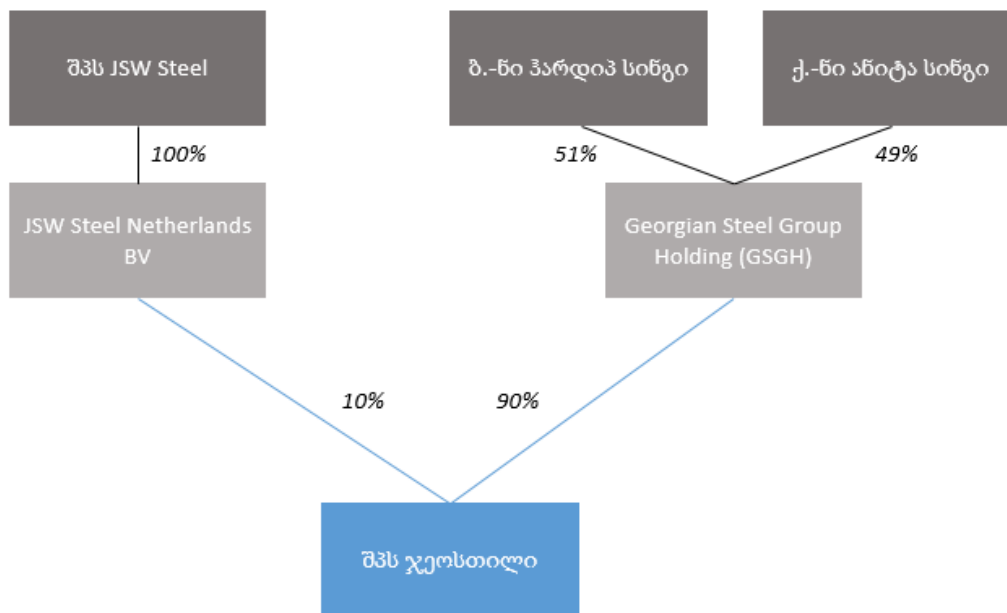 შპს JSW Steel
ბ.-ნი ჰარდიპ სინგი
ქ.-ნი ანიტა სინგი
100%
51%
49%
JSW Steel Netherlands
BV
Georgian Steel Group
Holding (GSGH)
10%
90%
შპს ჯეოსთილი